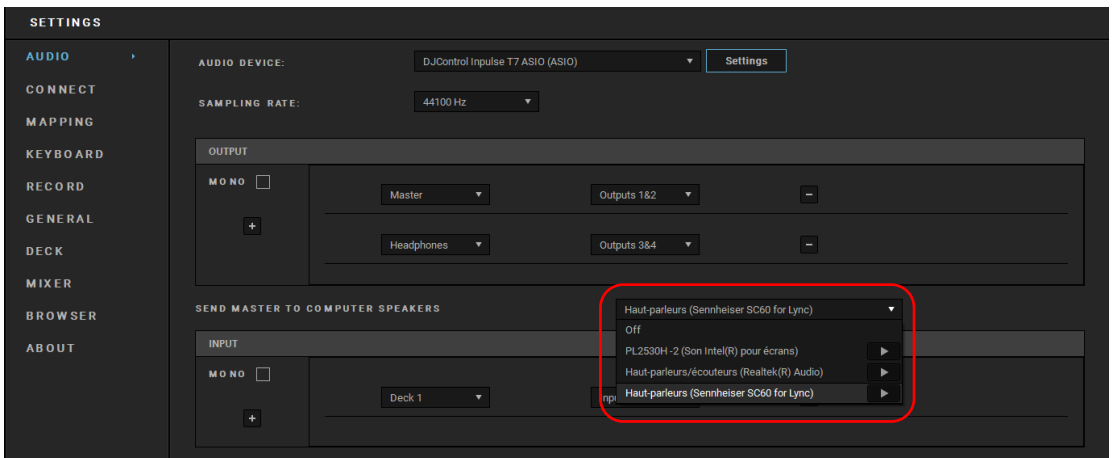 SETTINGS
AUDIO
CONNECT
MAPPING
KEYBOARD
RECORD
GENERAL
DECK
MIXER
BROWSER
ABOUT
AUDIO DEVICE:
DJControl Inpulse T7 ASIO (ASIO)
Settings
SAMPLING RATE:
44100 Hz
OUTPUT
MONO
Master
Outputs 1&2
-
+
Headphones
Outputs 3&4
-
SEND MASTER TO COMPUTER SPEAKERS
Haut-parleurs (Sennheiser SC60 for Lync)
Off
PL2530H -2 (Son Intel(R) pour écrans)
Haut-parleurs/écouteurs (Realtek(R) Audio)
Haut-parleurs (Sennheiser SC60 for Lync)
INPUT
MONO
Deck 1
+